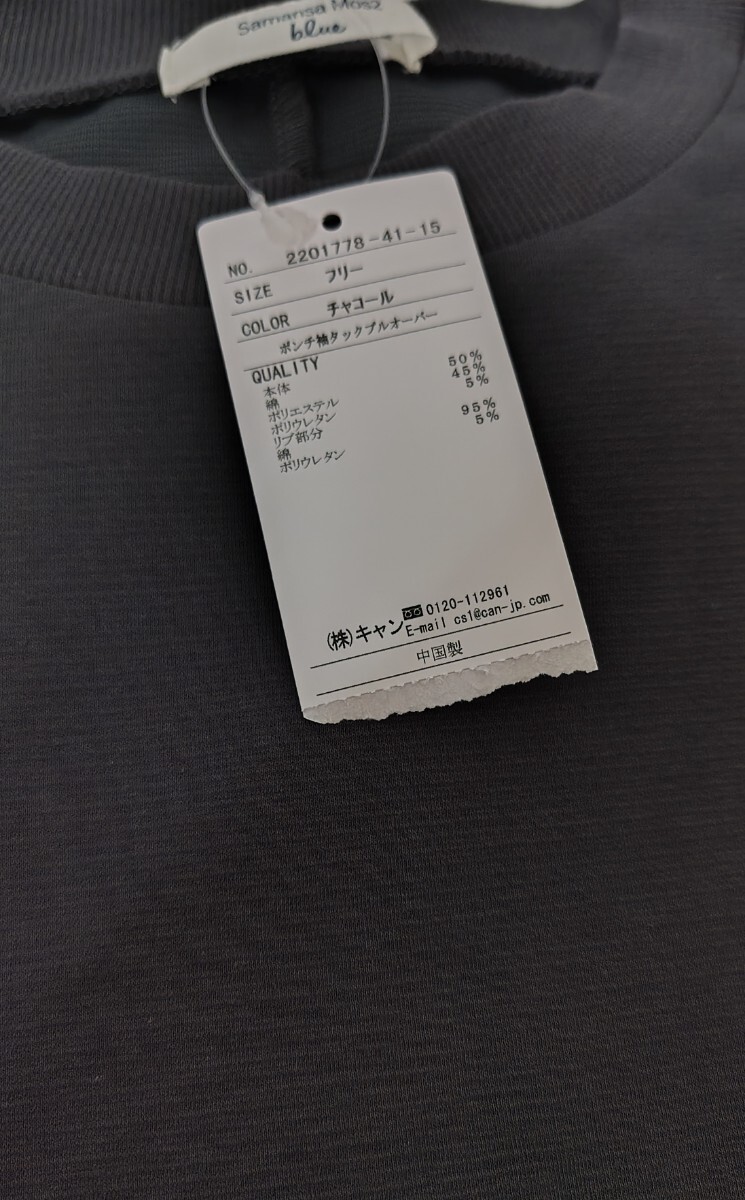 Samansa Mos2
blue
NO. 2201778-41-15
SIZE フリー
COLOR チャコール
ポンチ袖タックプルオーバー
QUALITY
本体
綿 50%
ポリエステル 45%
ポリウレタン 5%
リブ部分
綿 95%
ポリウレタン 5%
(株)キャン 0120-112961
E-mail cs1@can-jp.com
中国製